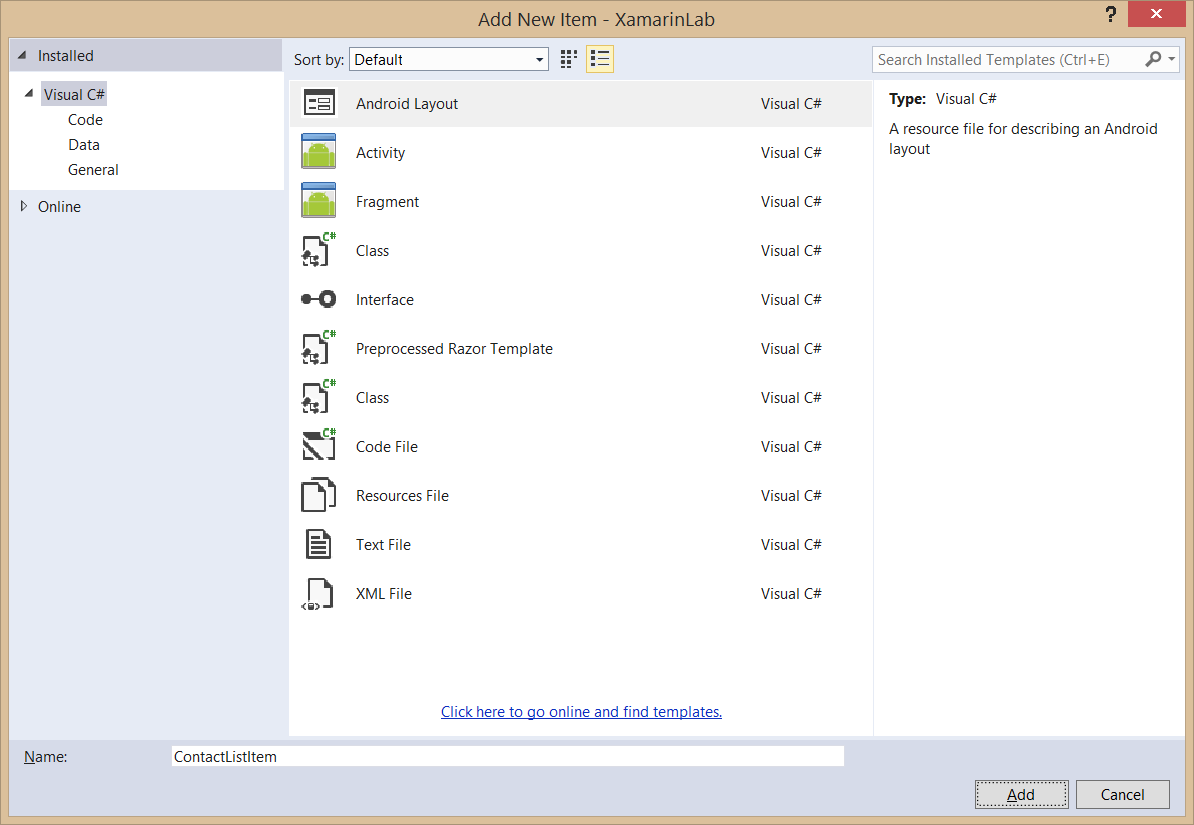 Add New Item - XamarinLab
?
Installed
Visual C#
Code
Data
General
Online
Sort by: Default
Search Installed Templates (Ctrl+E)
Android Layout Visual C#
Activity Visual C#
Fragment Visual C#
C#
Class Visual C#
Interface Visual C#
C#
Preprocessed Razor Template Visual C#
C#
Class Visual C#
C#
Code File Visual C#
Resources File Visual C#
Text File Visual C#
XML File Visual C#
Click here to go online and find templates.
Type: Visual C#
A resource file for describing an Android
layout
Name: ContactListItem
Add Cancel